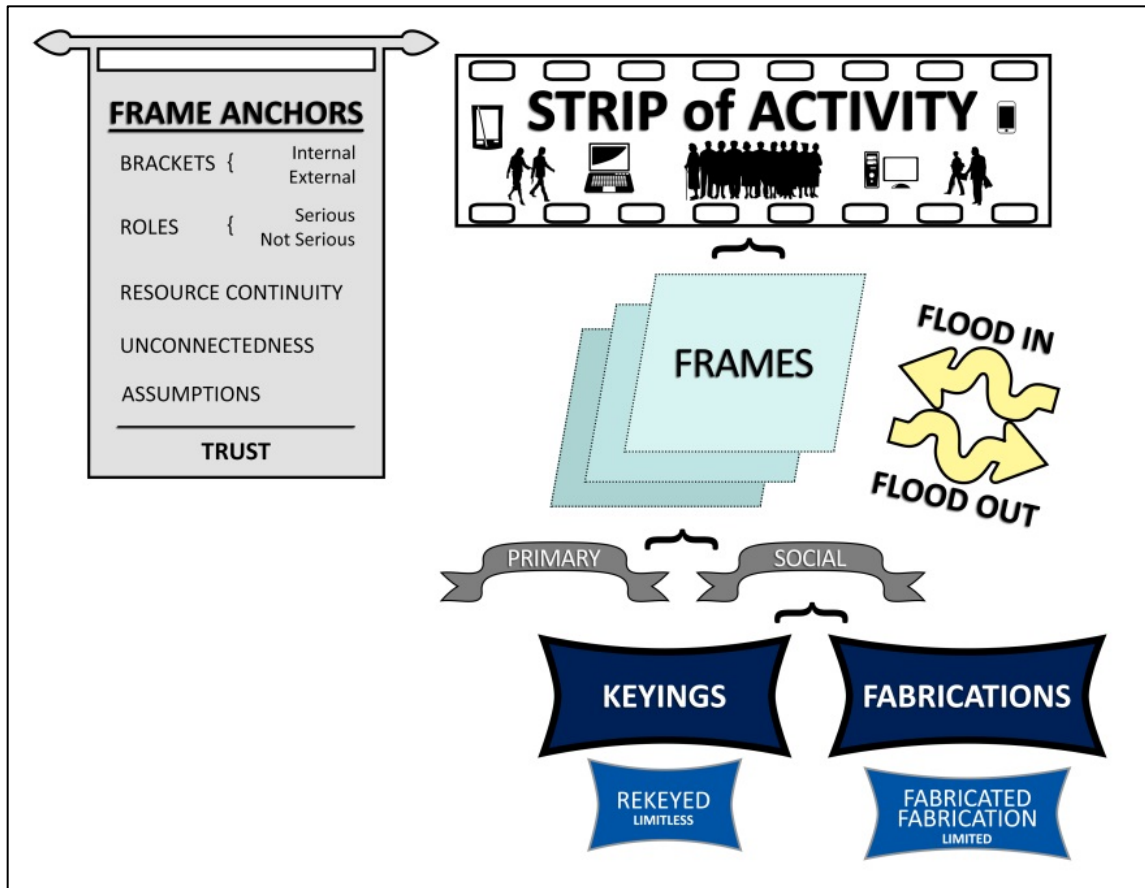 FRAME ANCHORS
BRACKETS { Internal
External
ROLES { Serious
Not Serious
RESOURCE CONTINUITY
UNCONNECTEDNESS
ASSUMPTIONS
TRUST
STRIP of ACTIVITY
FRAMES
FLOOD IN
FLOOD OUT
PRIMARY
SOCIAL
KEYINGS
FABRICATIONS
REKEYED
LIMITLESS
FABRICATED
FABRICATION
LIMITED